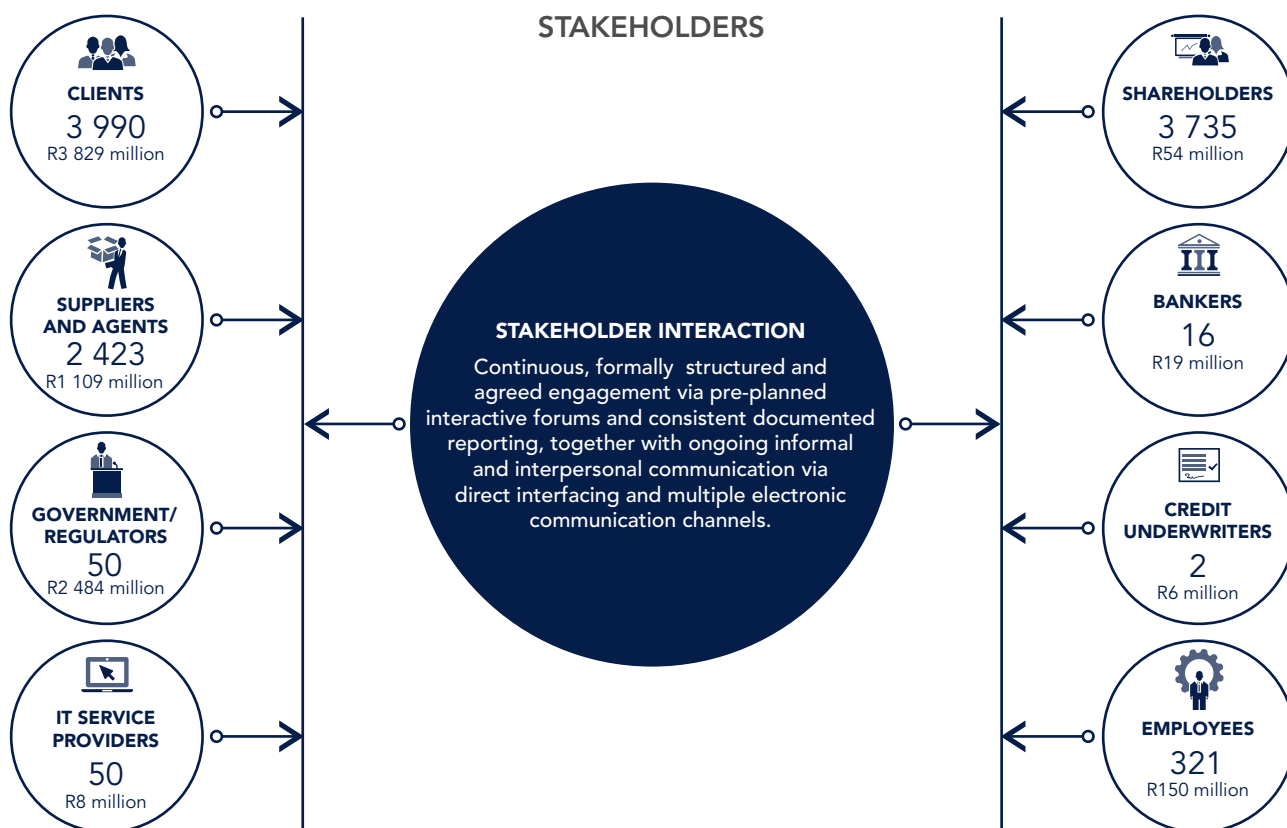 STAKEHOLDERS
CLIENTS
3 990
R3 829 million
SUPPLIERS
AND AGENTS
2 423
R1 109 million
GOVERNMENT/
REGULATORS
50
R2 484 million
IT SERVICE
PROVIDERS
50
R8 million
STAKEHOLDER INTERACTION
Continuous, formally structured and
agreed engagement via pre-planned
interactive forums and consistent documented
reporting, together with ongoing informal
and interpersonal communication via
direct interfacing and multiple electronic
communication channels.
SHAREHOLDERS
3 735
R54 million
BANKERS
16
R19 million
CREDIT
UNDERWRITERS
2
R6 million
EMPLOYEES
321
R150 million